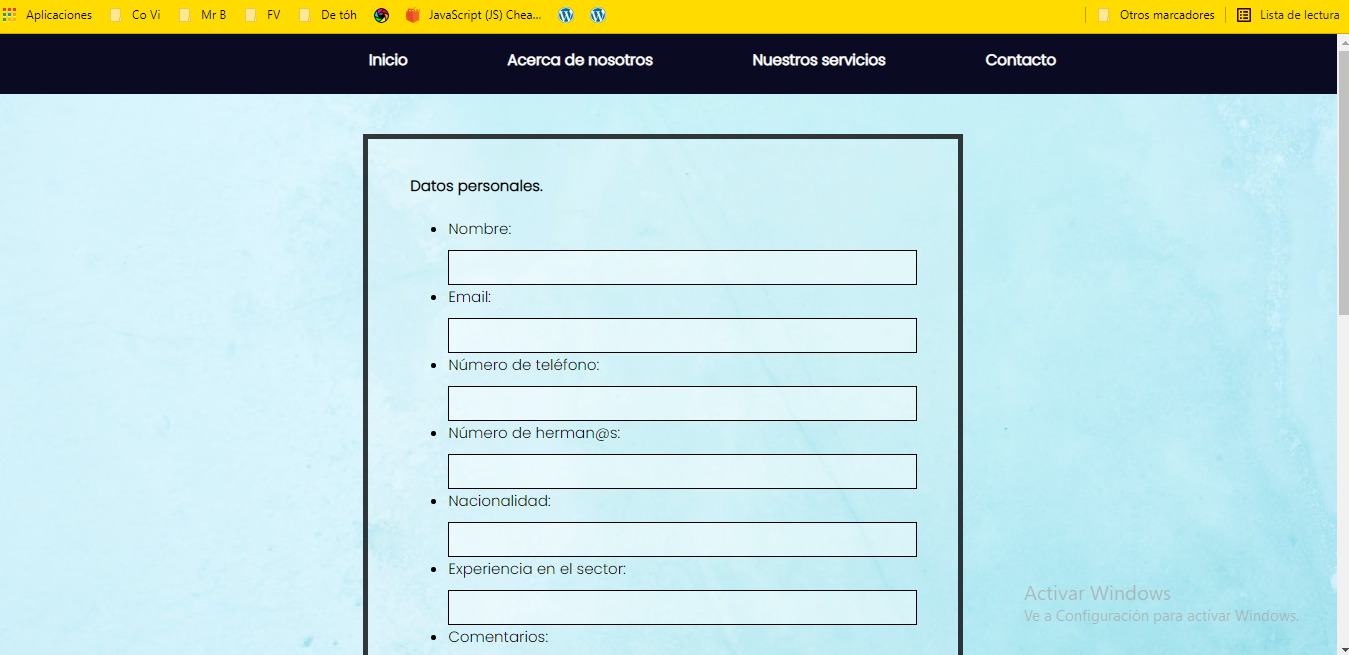 Aplicaciones Co Vi Mr B FV De tóh JavaScript (JS) Chea... Otros marcadores Lista de lectura
Inicio Acerca de nosotros Nuestros servicios Contacto
Datos personales.
Nombre:
Email:
Número de teléfono:
Número de herman@s:
Nacionalidad:
Experiencia en el sector:
Comentarios:
Activar Windows
Ve a Configuración para activar Windows.